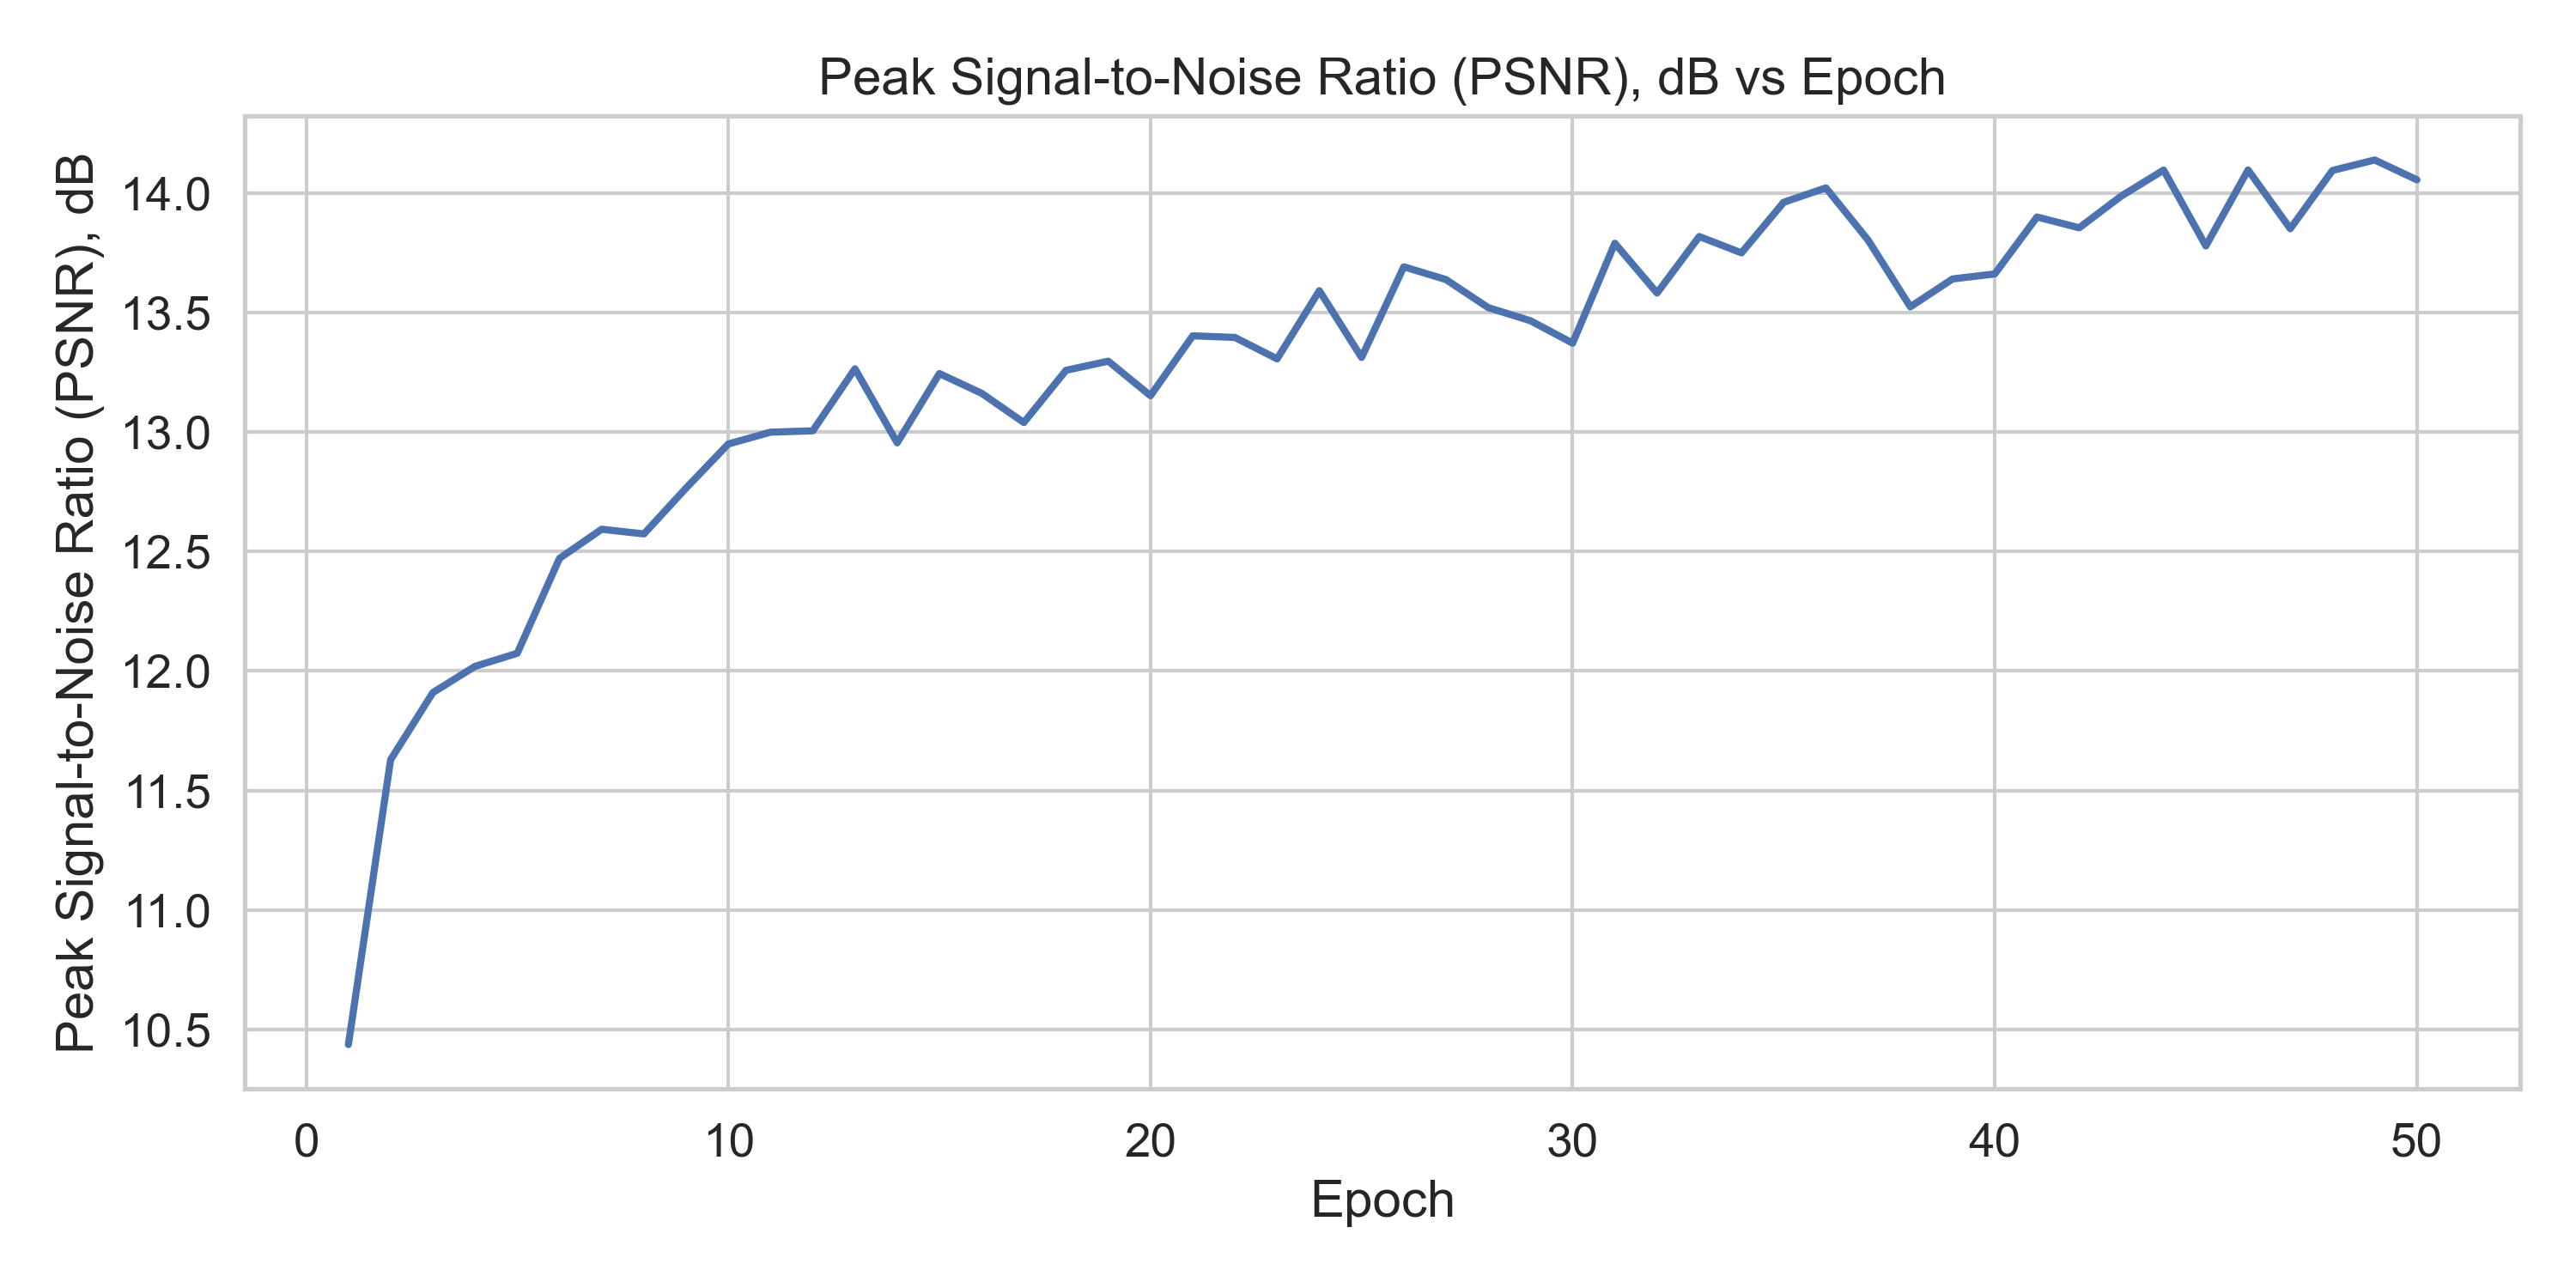 Peak Signal-to-Noise Ratio (PSNR), dB vs Epoch
Peak Signal-to-Noise Ratio (PSNR), dB
14.0
13.5
13.0
12.5
12.0
11.5
11.0
10.5
0 10 20 30 40 50
Epoch